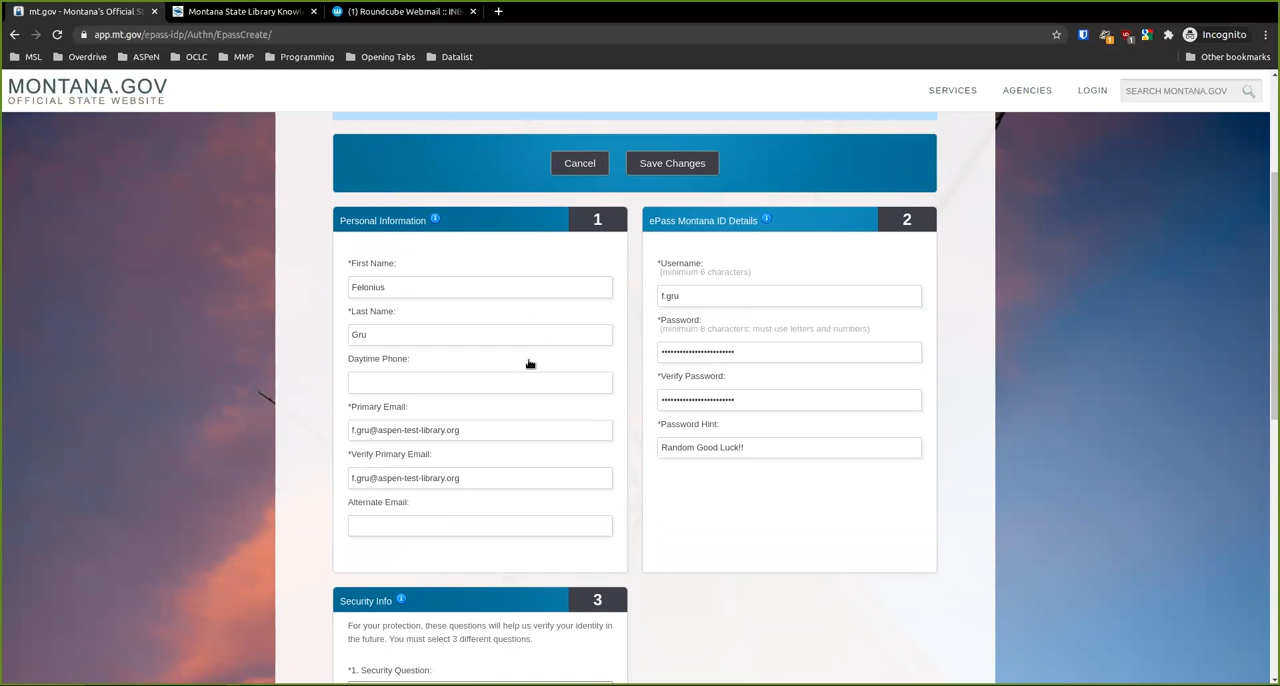 mt.gov - Montana's Official S
Montana State Library Knowl
(1) Roundcube Webmail :: INB
app.mt.gov/epass-idp/Authn/EpassCreate/
Incognito
MSL
Overdrive
ASPeN
OCLC
MMP
Programming
Opening Tabs
Datalist
Other bookmarks
MONTANA.GOV
OFFICIAL STATE WEBSITE
SERVICES
AGENCIES
LOGIN
SEARCH MONTANA.GOV
Cancel
Save Changes
Personal Information
1
*First Name:
Felonius
*Last Name:
Gru
Daytime Phone:
*Primary Email:
f.gru@aspen-test-library.org
*Verify Primary Email:
f.gru@aspen-test-library.org
Alternate Email:
ePass Montana ID Details
2
*Username:
(minimum 6 characters)
f.gru
*Password:
(minimum 8 characters; must use letters and numbers)
*Verify Password:
*Password Hint:
Random Good Luck!!
Security Info
3
For your protection, these questions will help us verify your identity in
the future. You must select 3 different questions.
*1. Security Question: